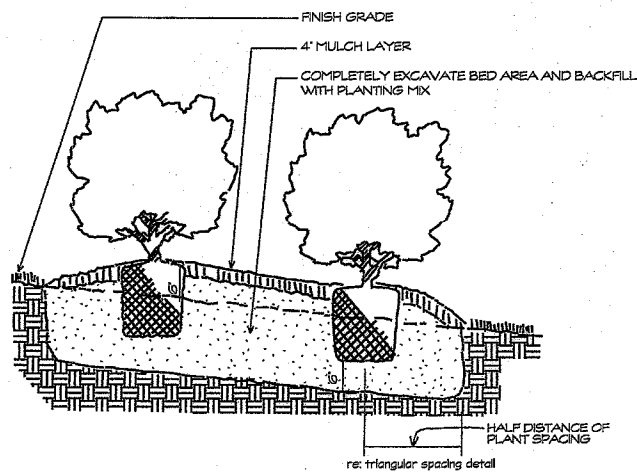 FINISH GRADE
4" MULCH LAYER
COMPLETELY EXCAVATE BED AREA AND BACKFILL
WITH PLANTING MIX
HALF DISTANCE OF
PLANT SPACING
re: triangular spacing detail